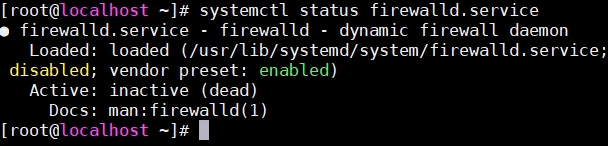 [root@localhost ~]# systemctl status firewalld.service
● firewalld.service - firewalld - dynamic firewall daemon
   Loaded: loaded (/usr/lib/systemd/system/firewalld.service;
 disabled; vendor preset: enabled)
   Active: inactive (dead)
     Docs: man:firewalld(1)
[root@localhost ~]#